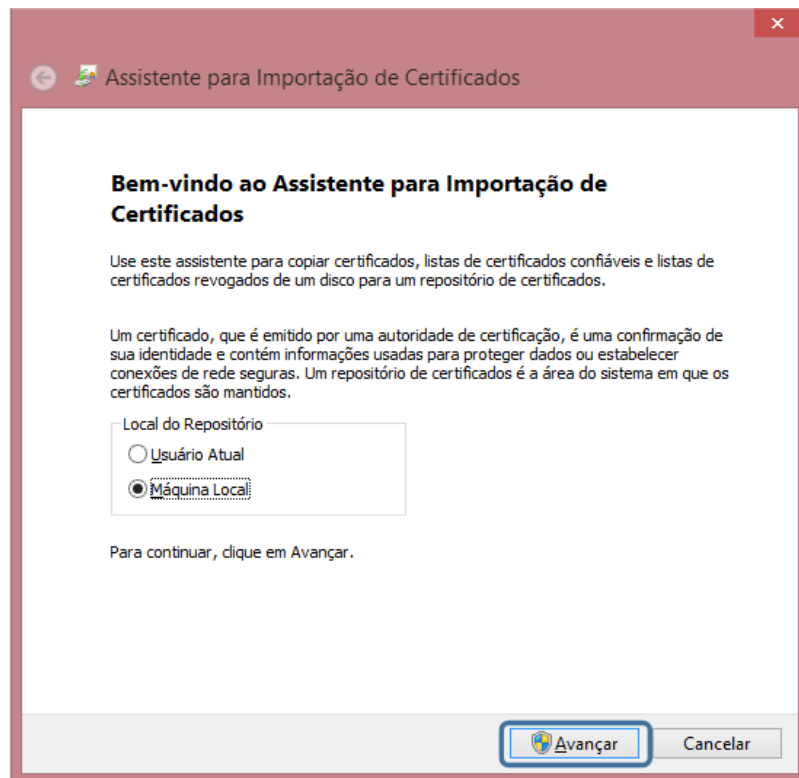 Assistente para Importação de Certificados
Bem-vindo ao Assistente para Importação de
Certificados
Use este assistente para copiar certificados, listas de certificados confiáveis e listas de
certificados revogados de um disco para um repositório de certificados.
Um certificado, que é emitido por uma autoridade de certificação, é uma confirmação de
sua identidade e contém informações usadas para proteger dados ou estabelecer
conexões de rede seguras. Um repositório de certificados é a área do sistema em que os
certificados são mantidos.
Local do Repositório
Usuário Atual
Máquina Local
Para continuar, clique em Avançar.
Avançar Cancelar